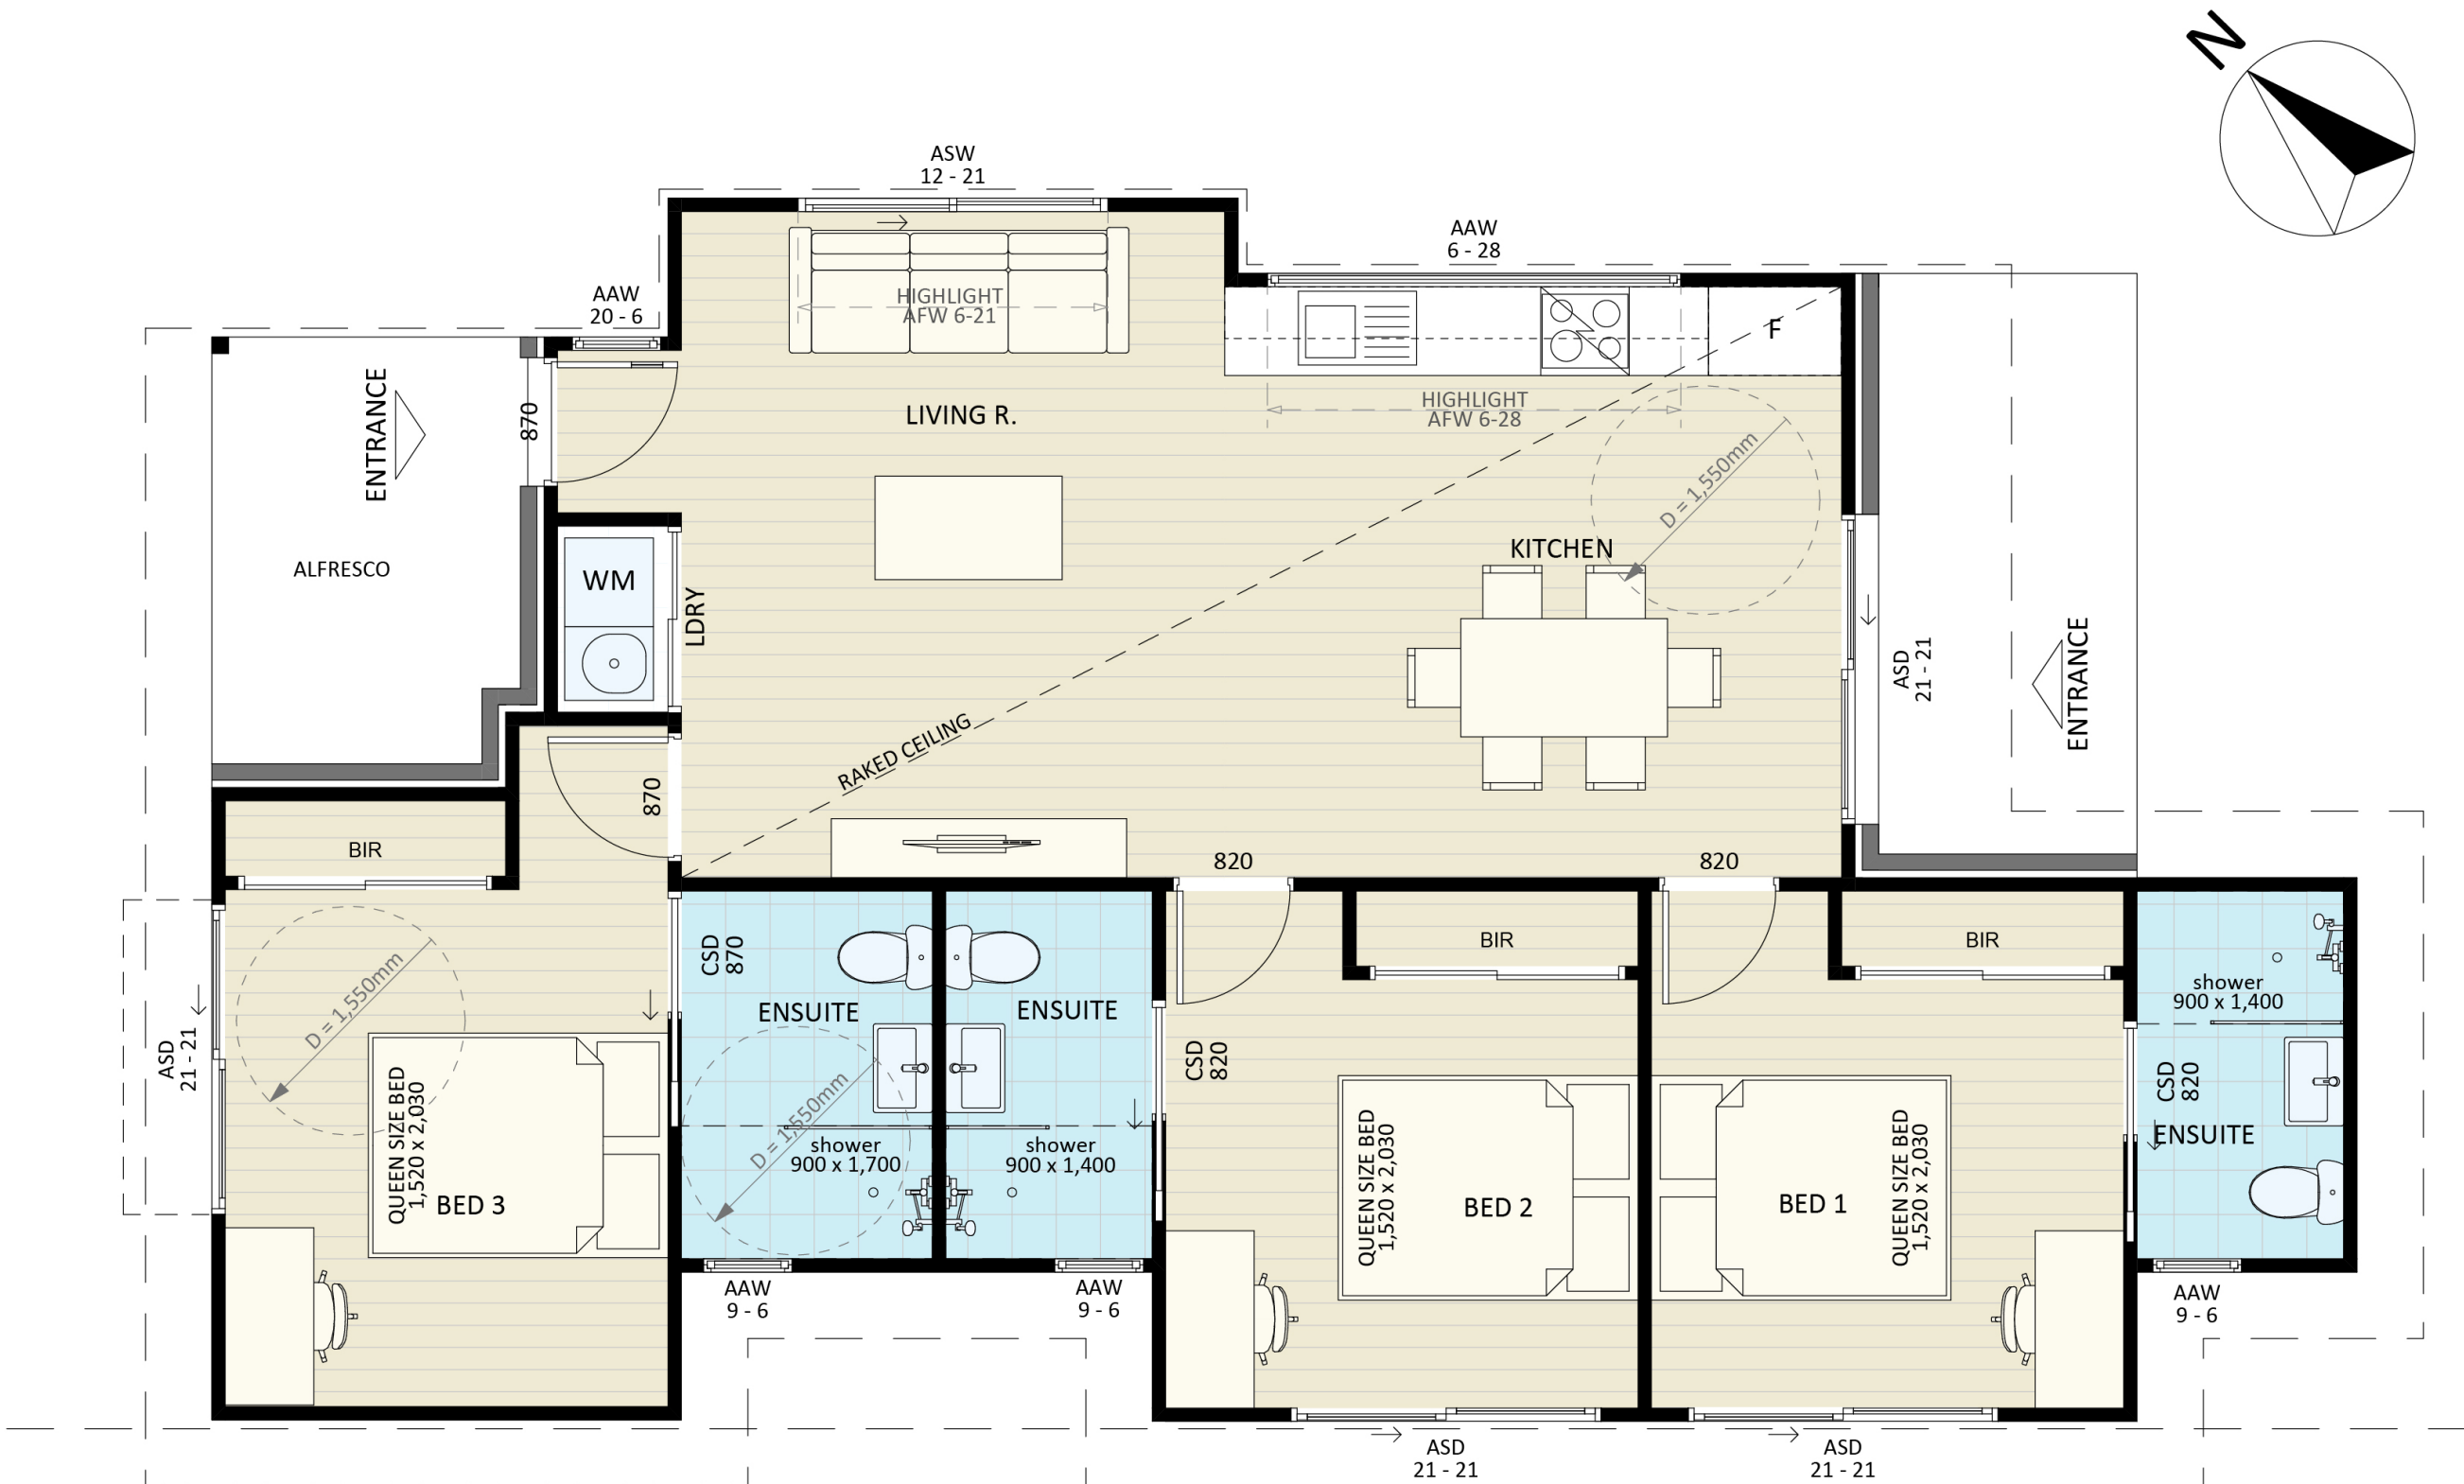 N
ASW
12 - 21
AAW
6 - 28
AAW
20 - 6
HIGHLIGHT
AFW 6-21
F
ENTRANCE
870
LIVING R.
HIGHLIGHT
AFW 6-28
D = 1,550mm
KITCHEN
ALFRESCO
WM
LDRY
ASD
21 - 21
ENTRANCE
RAKED CEILING
870
BIR
820
820
CSD
870
BIR
BIR
ENSUITE
ENSUITE
shower
900 x 1,400
D = 1,550mm
ASD
21 - 21
CSD
820
CSD
820
QUEEN SIZE BED
1,520 x 2,030
BED 3
D = 1,550mm
shower
900 x 1,700
shower
900 x 1,400
QUEEN SIZE BED
1,520 x 2,030
BED 2
BED 1
QUEEN SIZE BED
1,520 x 2,030
ENSUITE
AAW
9 - 6
AAW
9 - 6
AAW
9 - 6
ASD
21 - 21
ASD
21 - 21